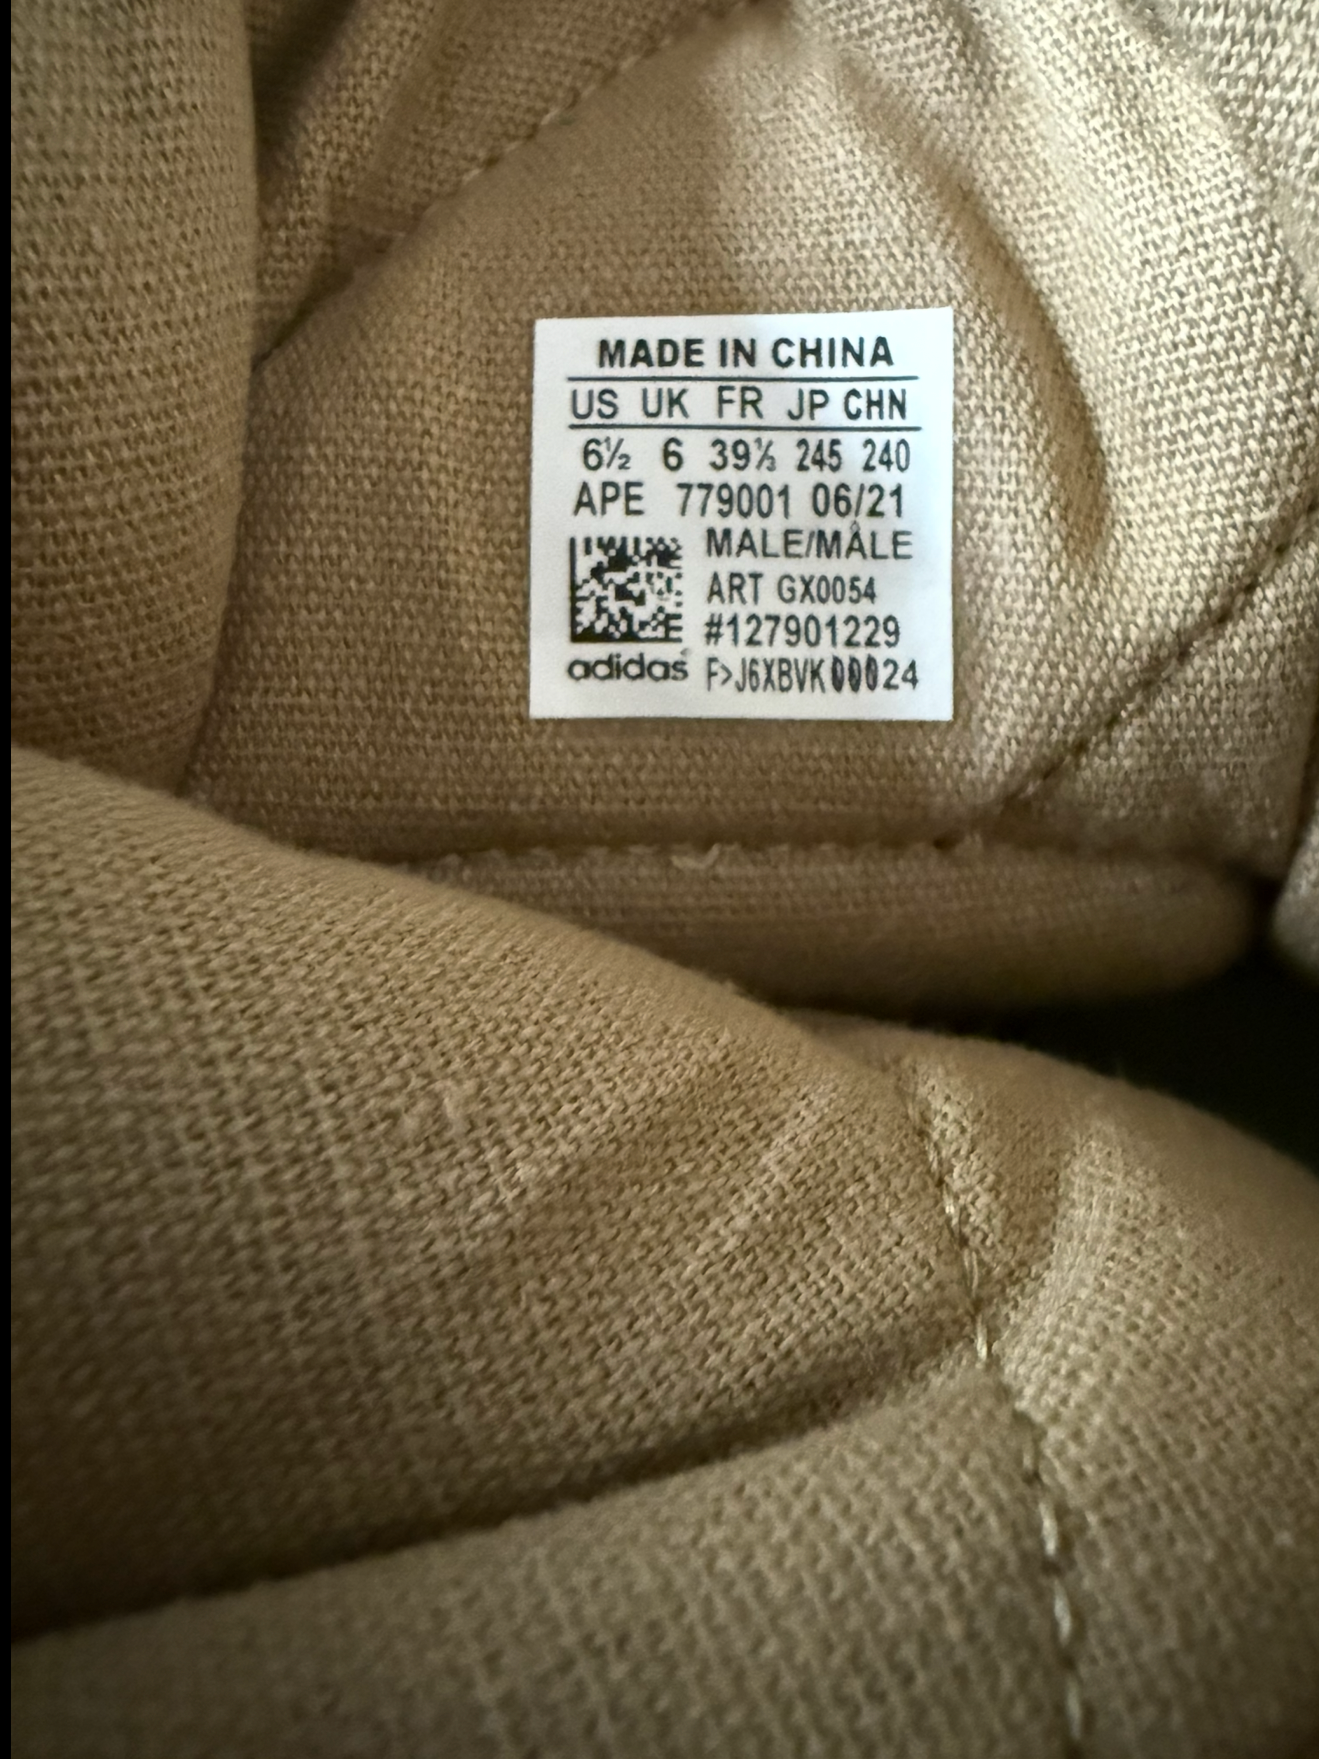 MADE IN CHINA
US UK FR JP CHN
6½ 6 39⅓ 245 240
APE 779001 06/21
MALE/MÂLE
ART GX0054
#127901229
adidas® F>J6XBVK00024